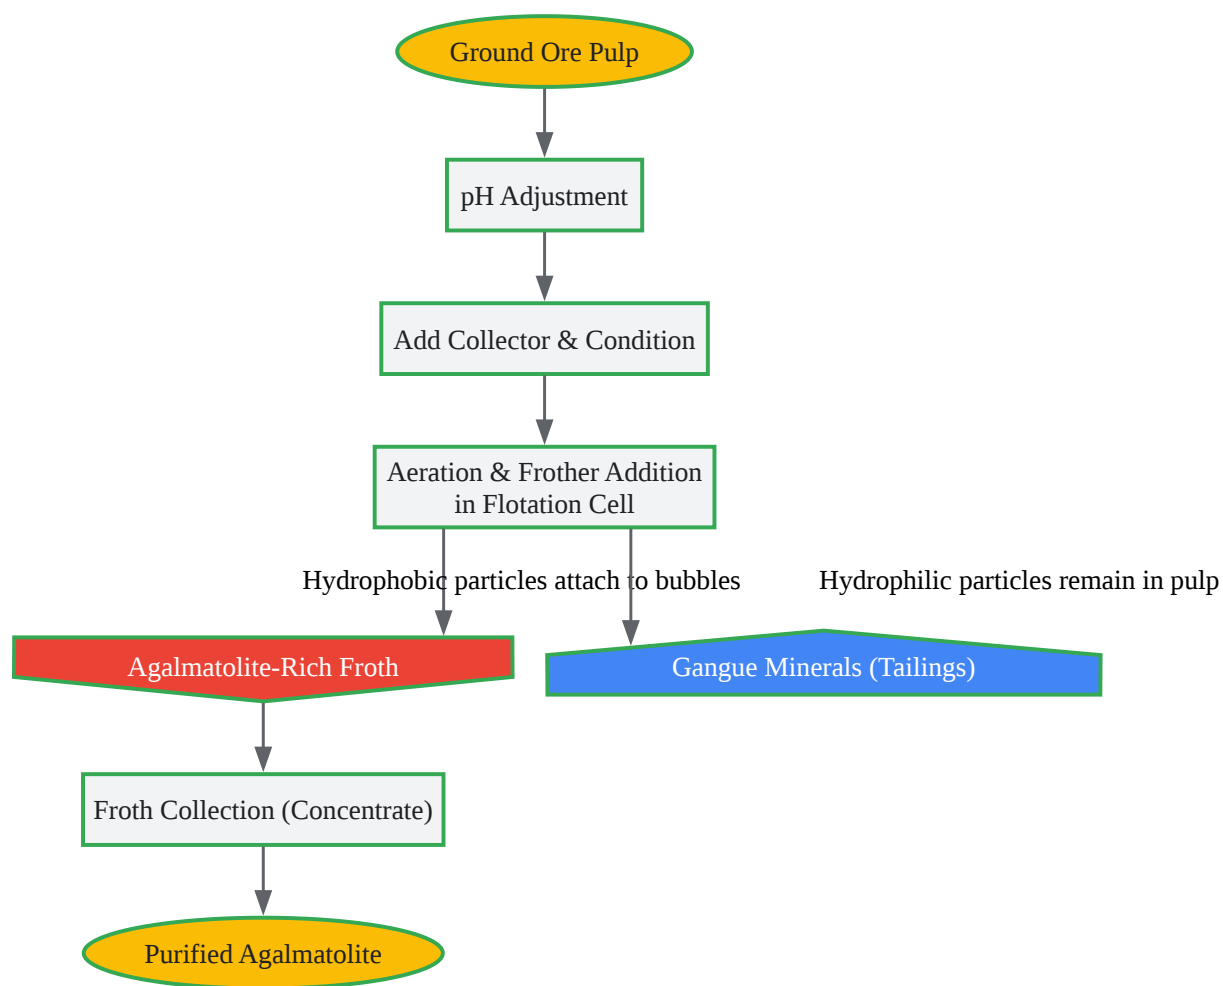 Ground Ore Pulp
pH Adjustment
Add Collector & Condition
Aeration & Frother Addition
in Flotation Cell
Hydrophobic particles attach to bubbles
Hydrophilic particles remain in pulp
Agalmatolite-Rich Froth
Gangue Minerals (Tailings)
Froth Collection (Concentrate)
Purified Agalmatolite